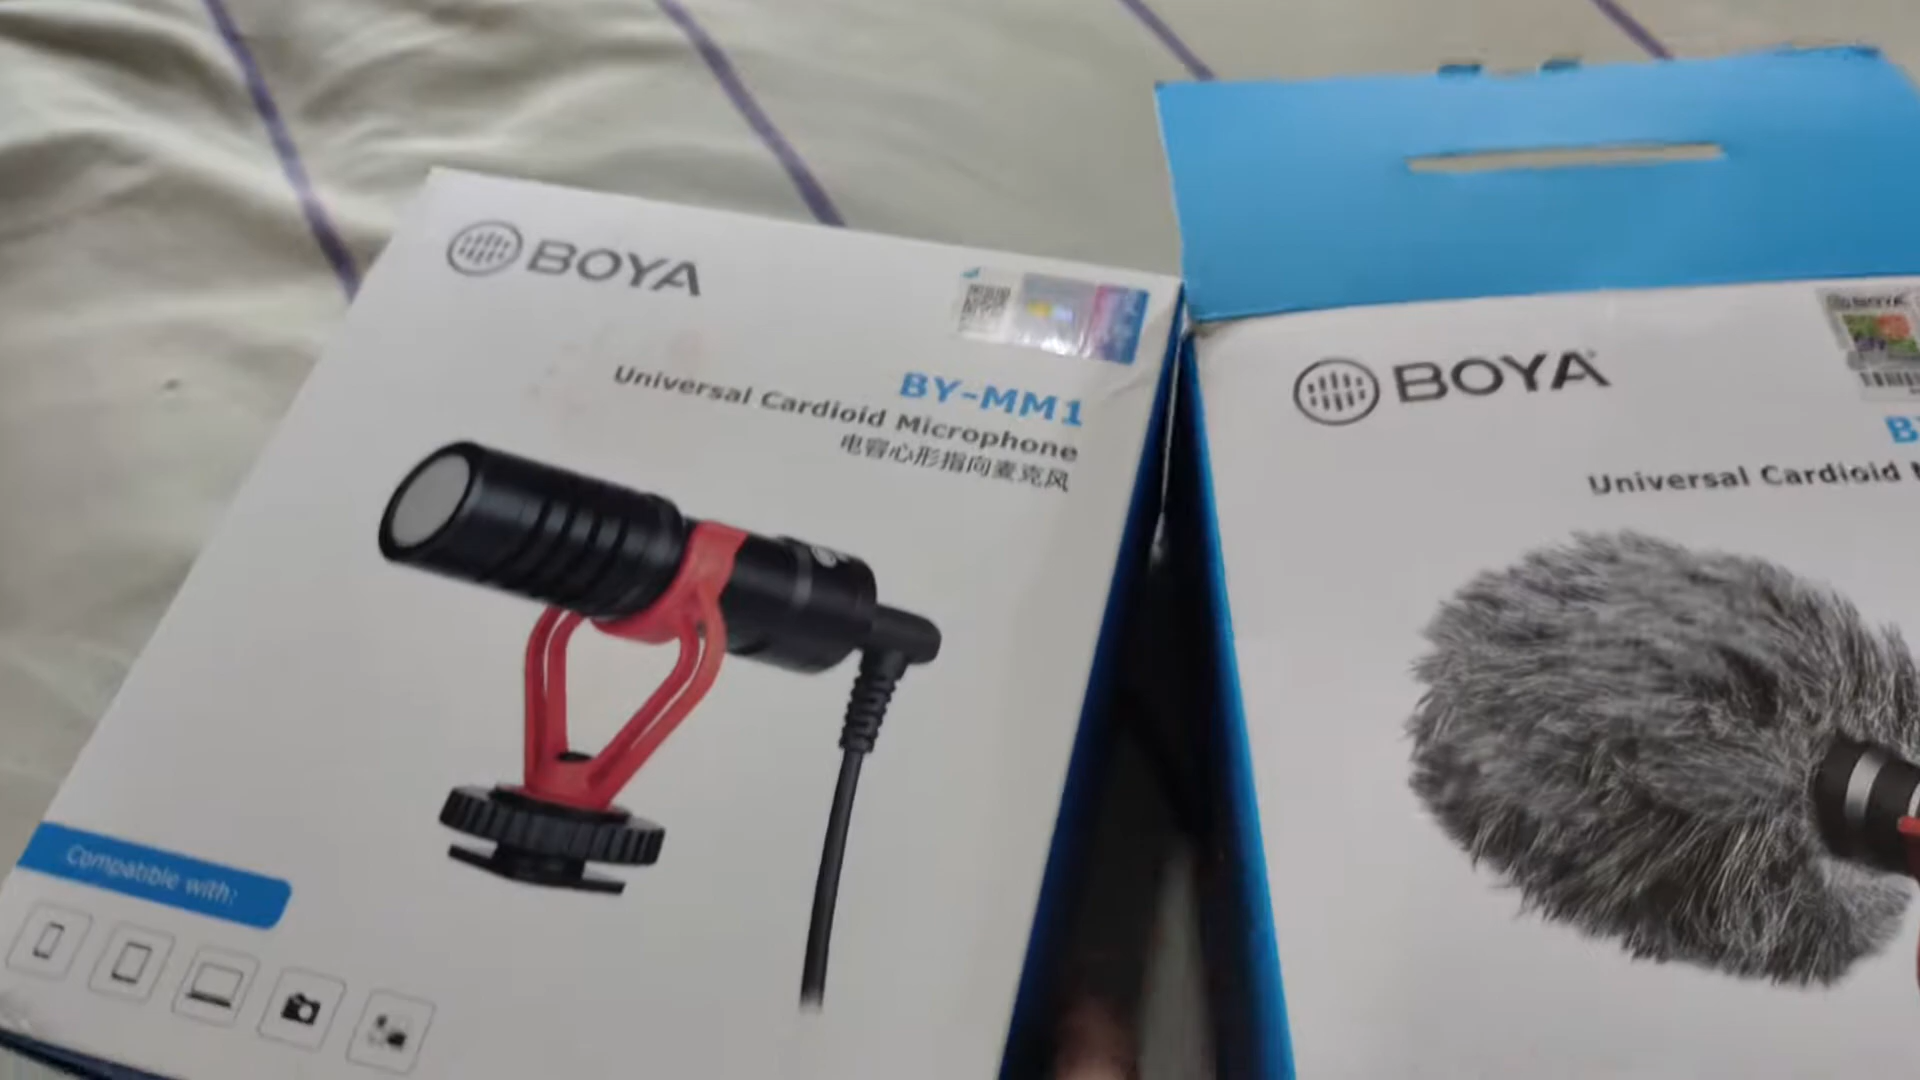 BOYA
BY-MM1
Universal Cardioid Microphone
电容心形指向麦克风
Compatible with:
BOYA
BOYA
Universal Cardioid